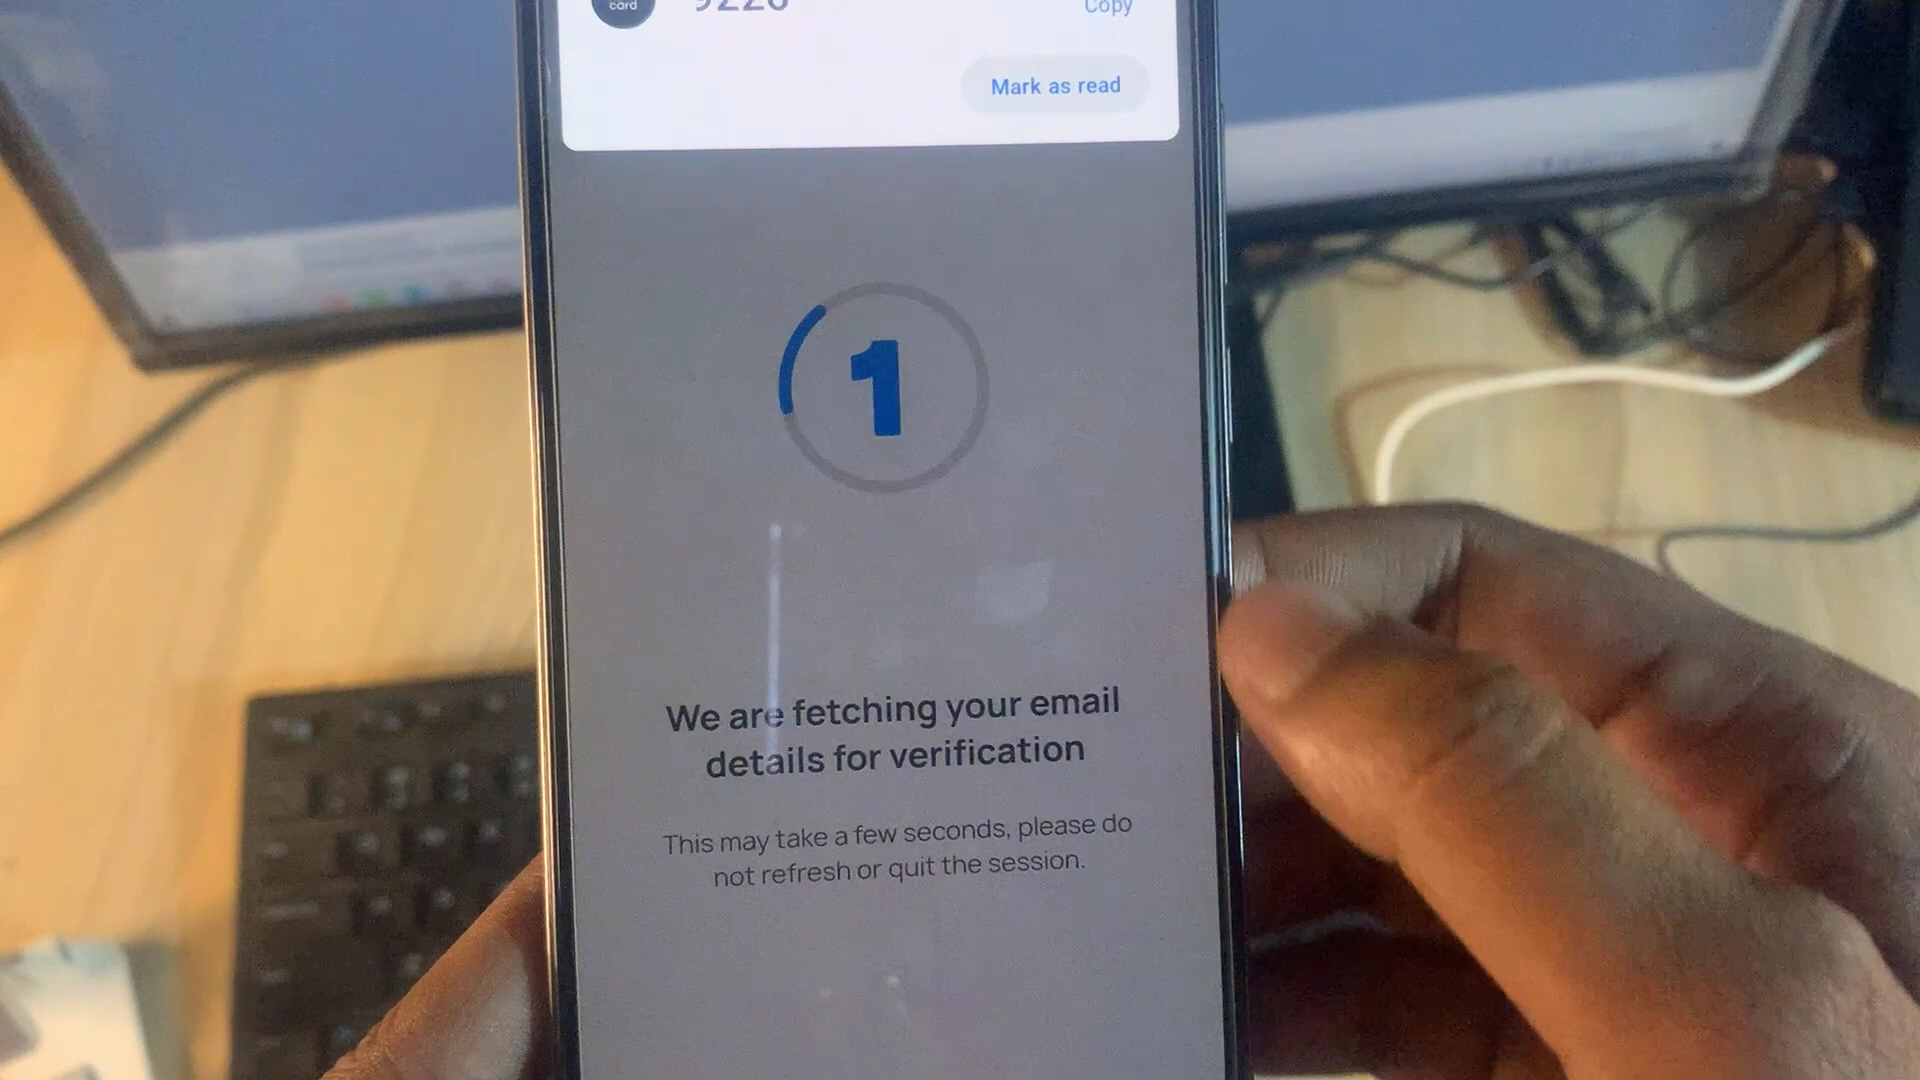 card
Copy
Mark as read
1
We are fetching your email
details for verification
This may take a few seconds, please do
not refresh or quit the session.